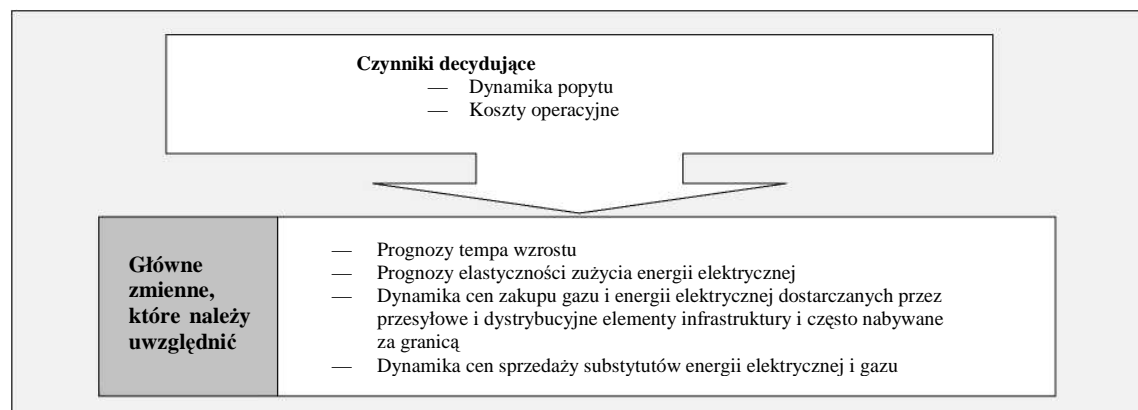 Czynniki decydujące
— Dynamika popytu
— Koszty operacyjne
Główne
zmienne,
które należy
uwzględnić
— Prognozy tempa wzrostu
— Prognozy elastyczności zużycia energii elektrycznej
— Dynamika cen zakupu gazu i energii elektrycznej dostarczanych przez
przesyłowe i dystrybucyjne elementy infrastruktury i często nabywane
za granicą
— Dynamika cen sprzedaży substytutów energii elektrycznej i gazu